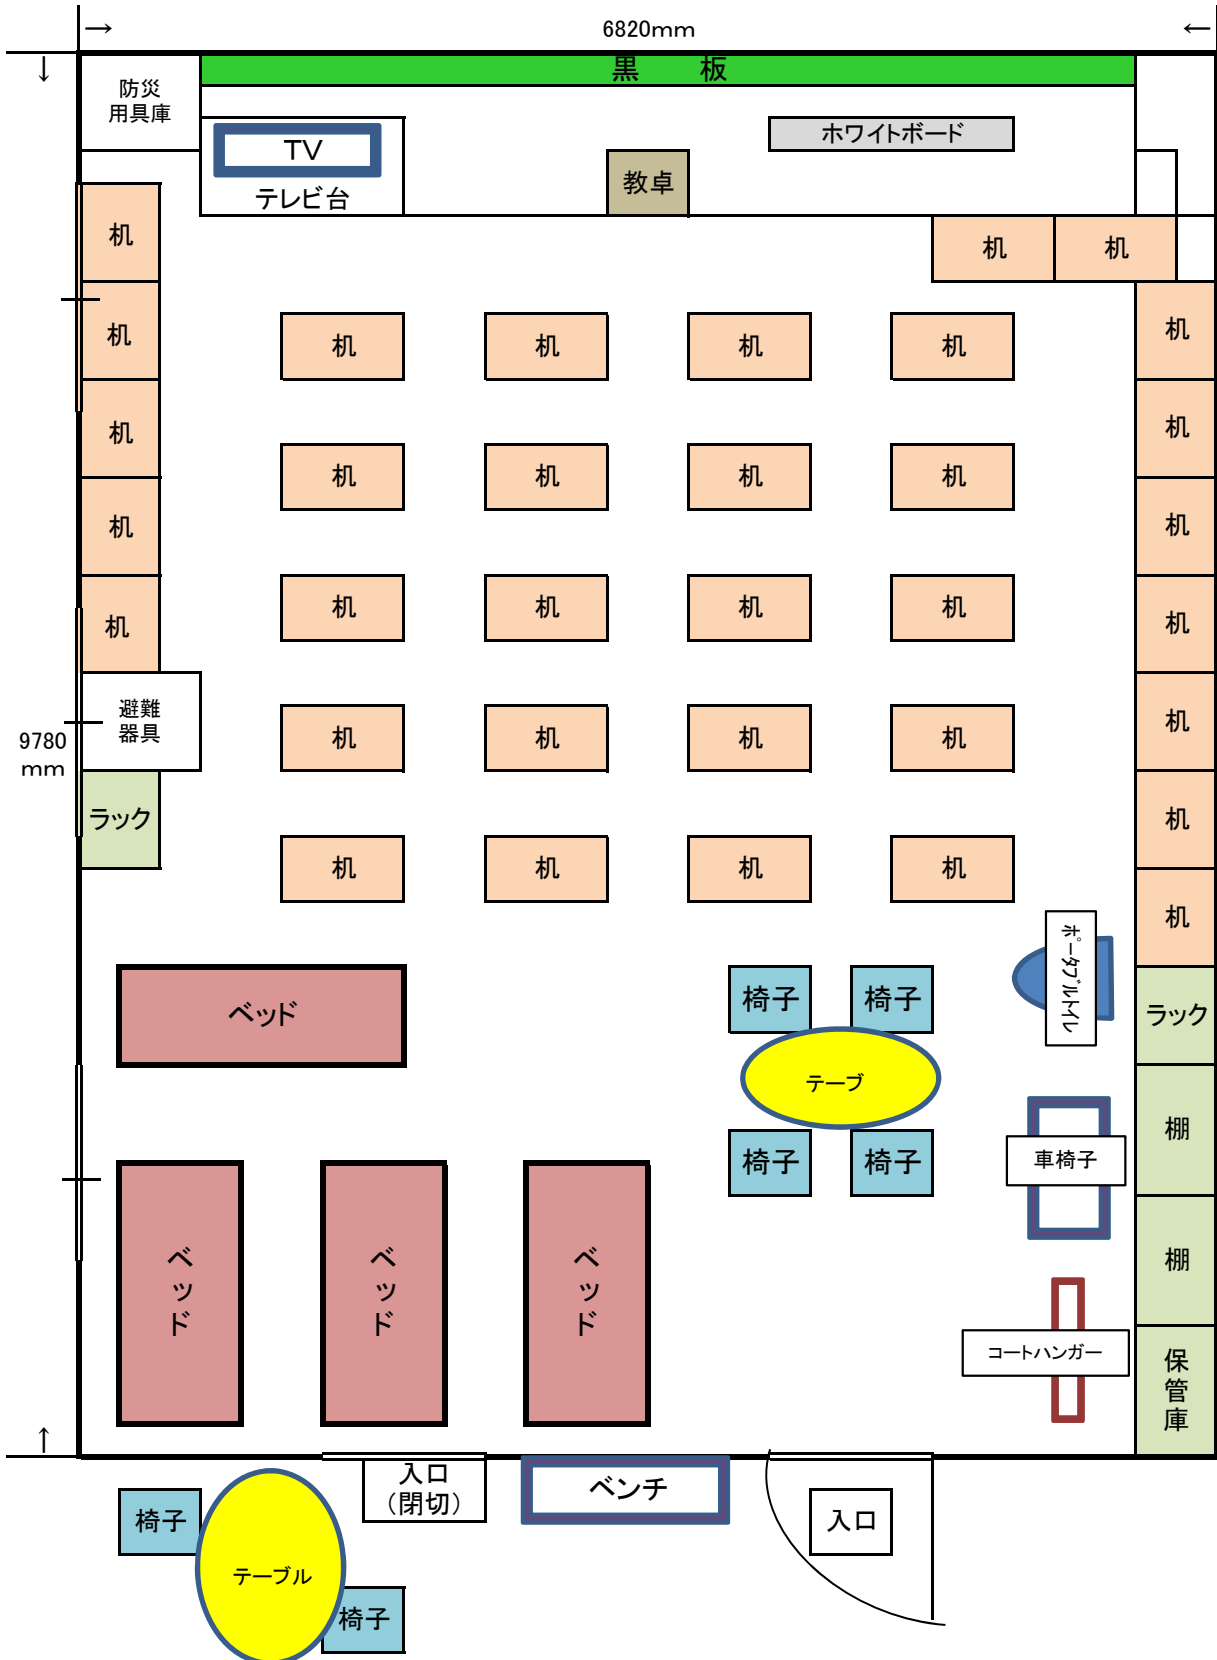 → 6820mm ←
↓
防災
用具庫
黒　板
TV
テレビ台
教卓
ホワイトボード
机 机
机
机
机
机
机
机 机 机 机
机 机 机 机
机 机 机 机
机 机 机 机
机 机 机 机
机
机
机
机
机
机
机
避難
器具
9780
mm
ラック
ベッド
椅子 椅子
テーブ
椅子 椅子
ポータブルトイレ
ラック
棚
車椅子
棚
ベッド ベッド ベッド
コートハンガー
保管庫
↑
入口
（閉切）
ベンチ
入口
椅子
テーブル
椅子